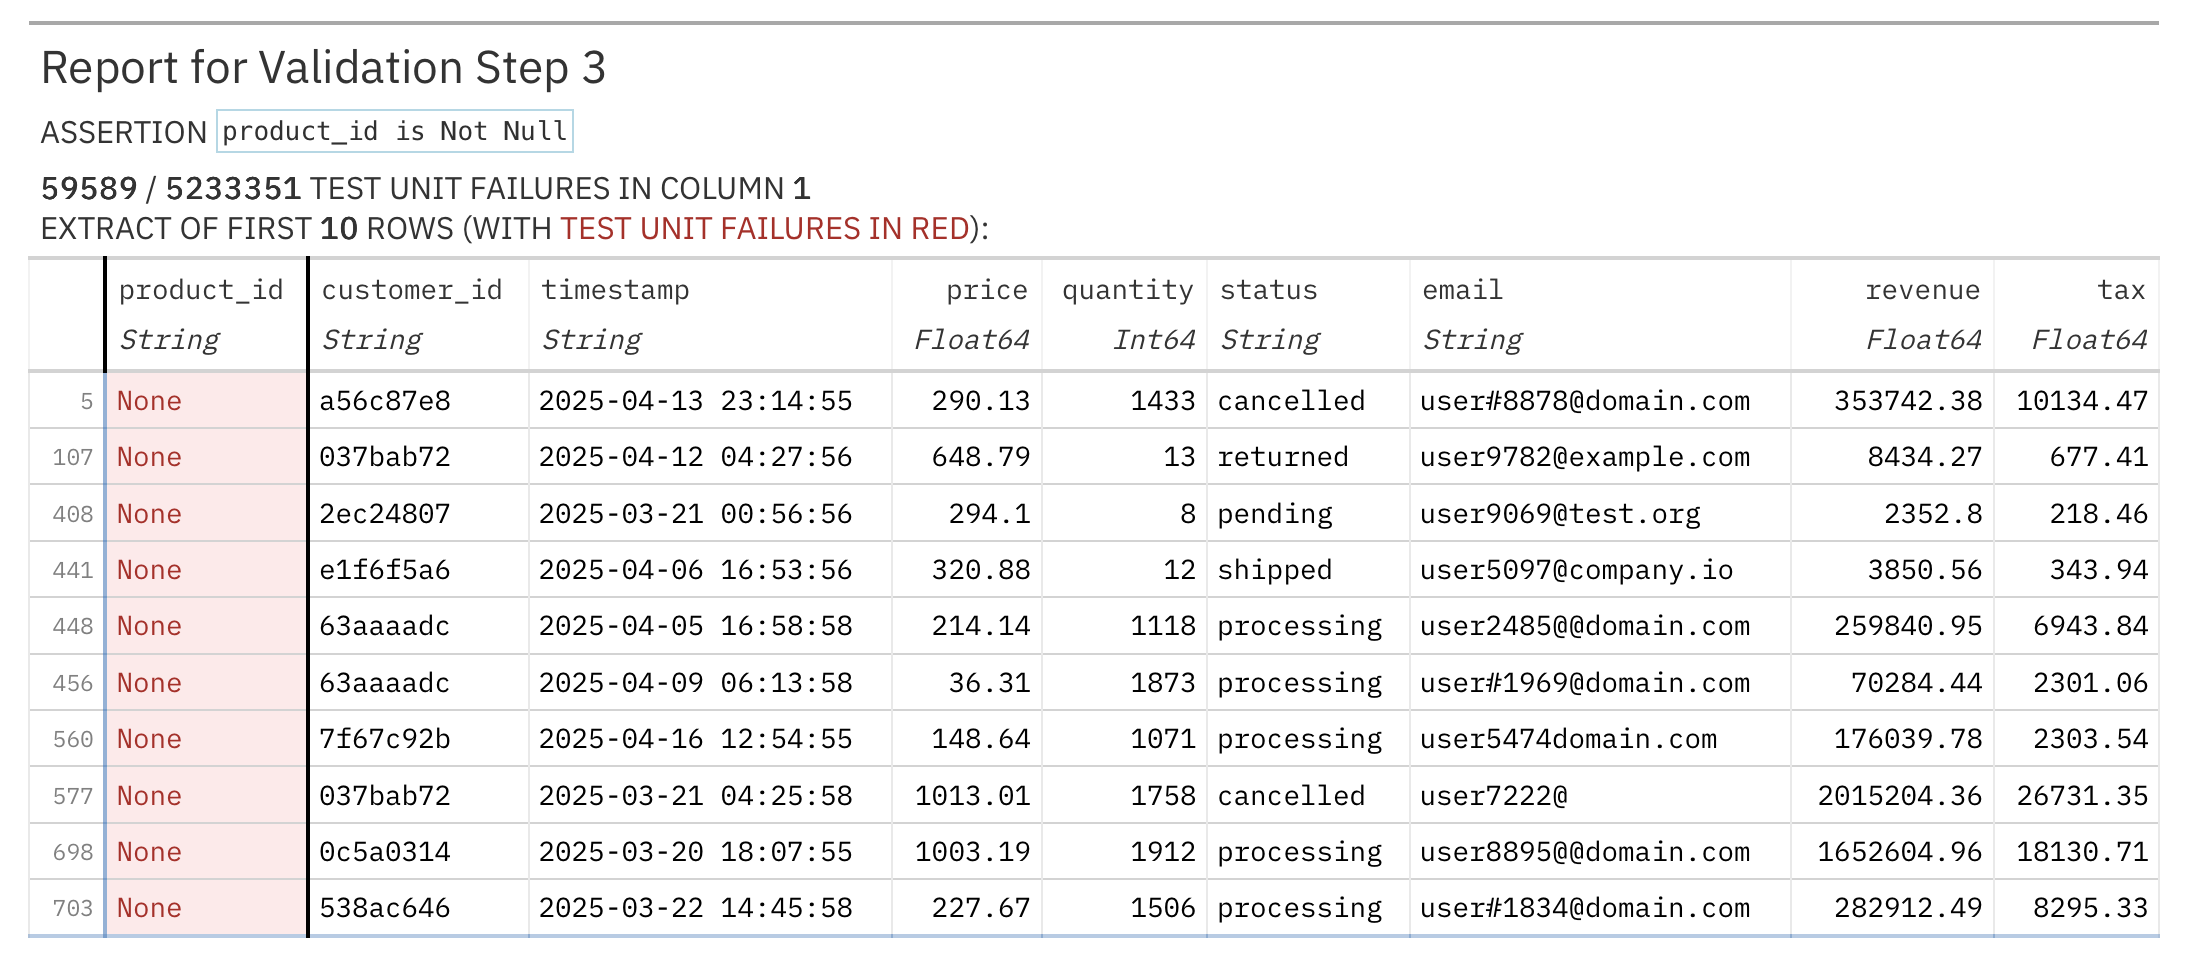 Report for Validation Step 3
ASSERTION product_id is Not Null
59589 / 5233351 TEST UNIT FAILURES IN COLUMN 1
EXTRACT OF FIRST 10 ROWS (WITH TEST UNIT FAILURES IN RED):
product_id customer_id timestamp price quantity status email revenue tax
String String String Float64 Int64 String String Float64 Float64
5 None a56c87e8 2025-04-13 23:14:55 290.13 1433 cancelled user#8878@domain.com 353742.38 10134.47
107 None 037bab72 2025-04-12 04:27:56 648.79 13 returned user9782@example.com 8434.27 677.41
408 None 2ec24807 2025-03-21 00:56:56 294.1 8 pending user9069@test.org 2352.8 218.46
441 None e1f6f5a6 2025-04-06 16:53:56 320.88 12 shipped user5097@company.io 3850.56 343.94
448 None 63aaaadc 2025-04-05 16:58:58 214.14 1118 processing user2485@@domain.com 259840.95 6943.84
456 None 63aaaadc 2025-04-09 06:13:58 36.31 1873 processing user#1969@domain.com 70284.44 2301.06
560 None 7f67c92b 2025-04-16 12:54:55 148.64 1071 processing user5474domain.com 176039.78 2303.54
577 None 037bab72 2025-03-21 04:25:58 1013.01 1758 cancelled user7222@ 2015204.36 26731.35
698 None 0c5a0314 2025-03-20 18:07:55 1003.19 1912 processing user8895@@domain.com 1652604.96 18130.71
703 None 538ac646 2025-03-22 14:45:58 227.67 1506 processing user#1834@domain.com 282912.49 8295.33